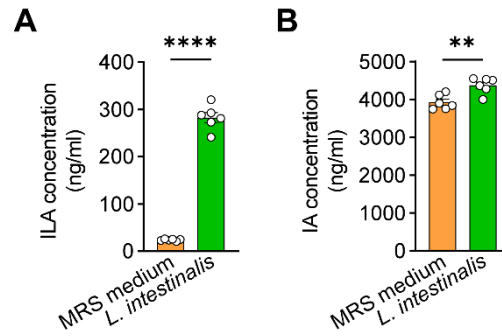 A
ILA concentration
(ng/ml)
400
300
200
100
0
****
MRS medium
L. intestinalis
B
IA concentration
(ng/ml)
5000
4000
3000
2000
1000
0
**
MRS medium
L. intestinalis